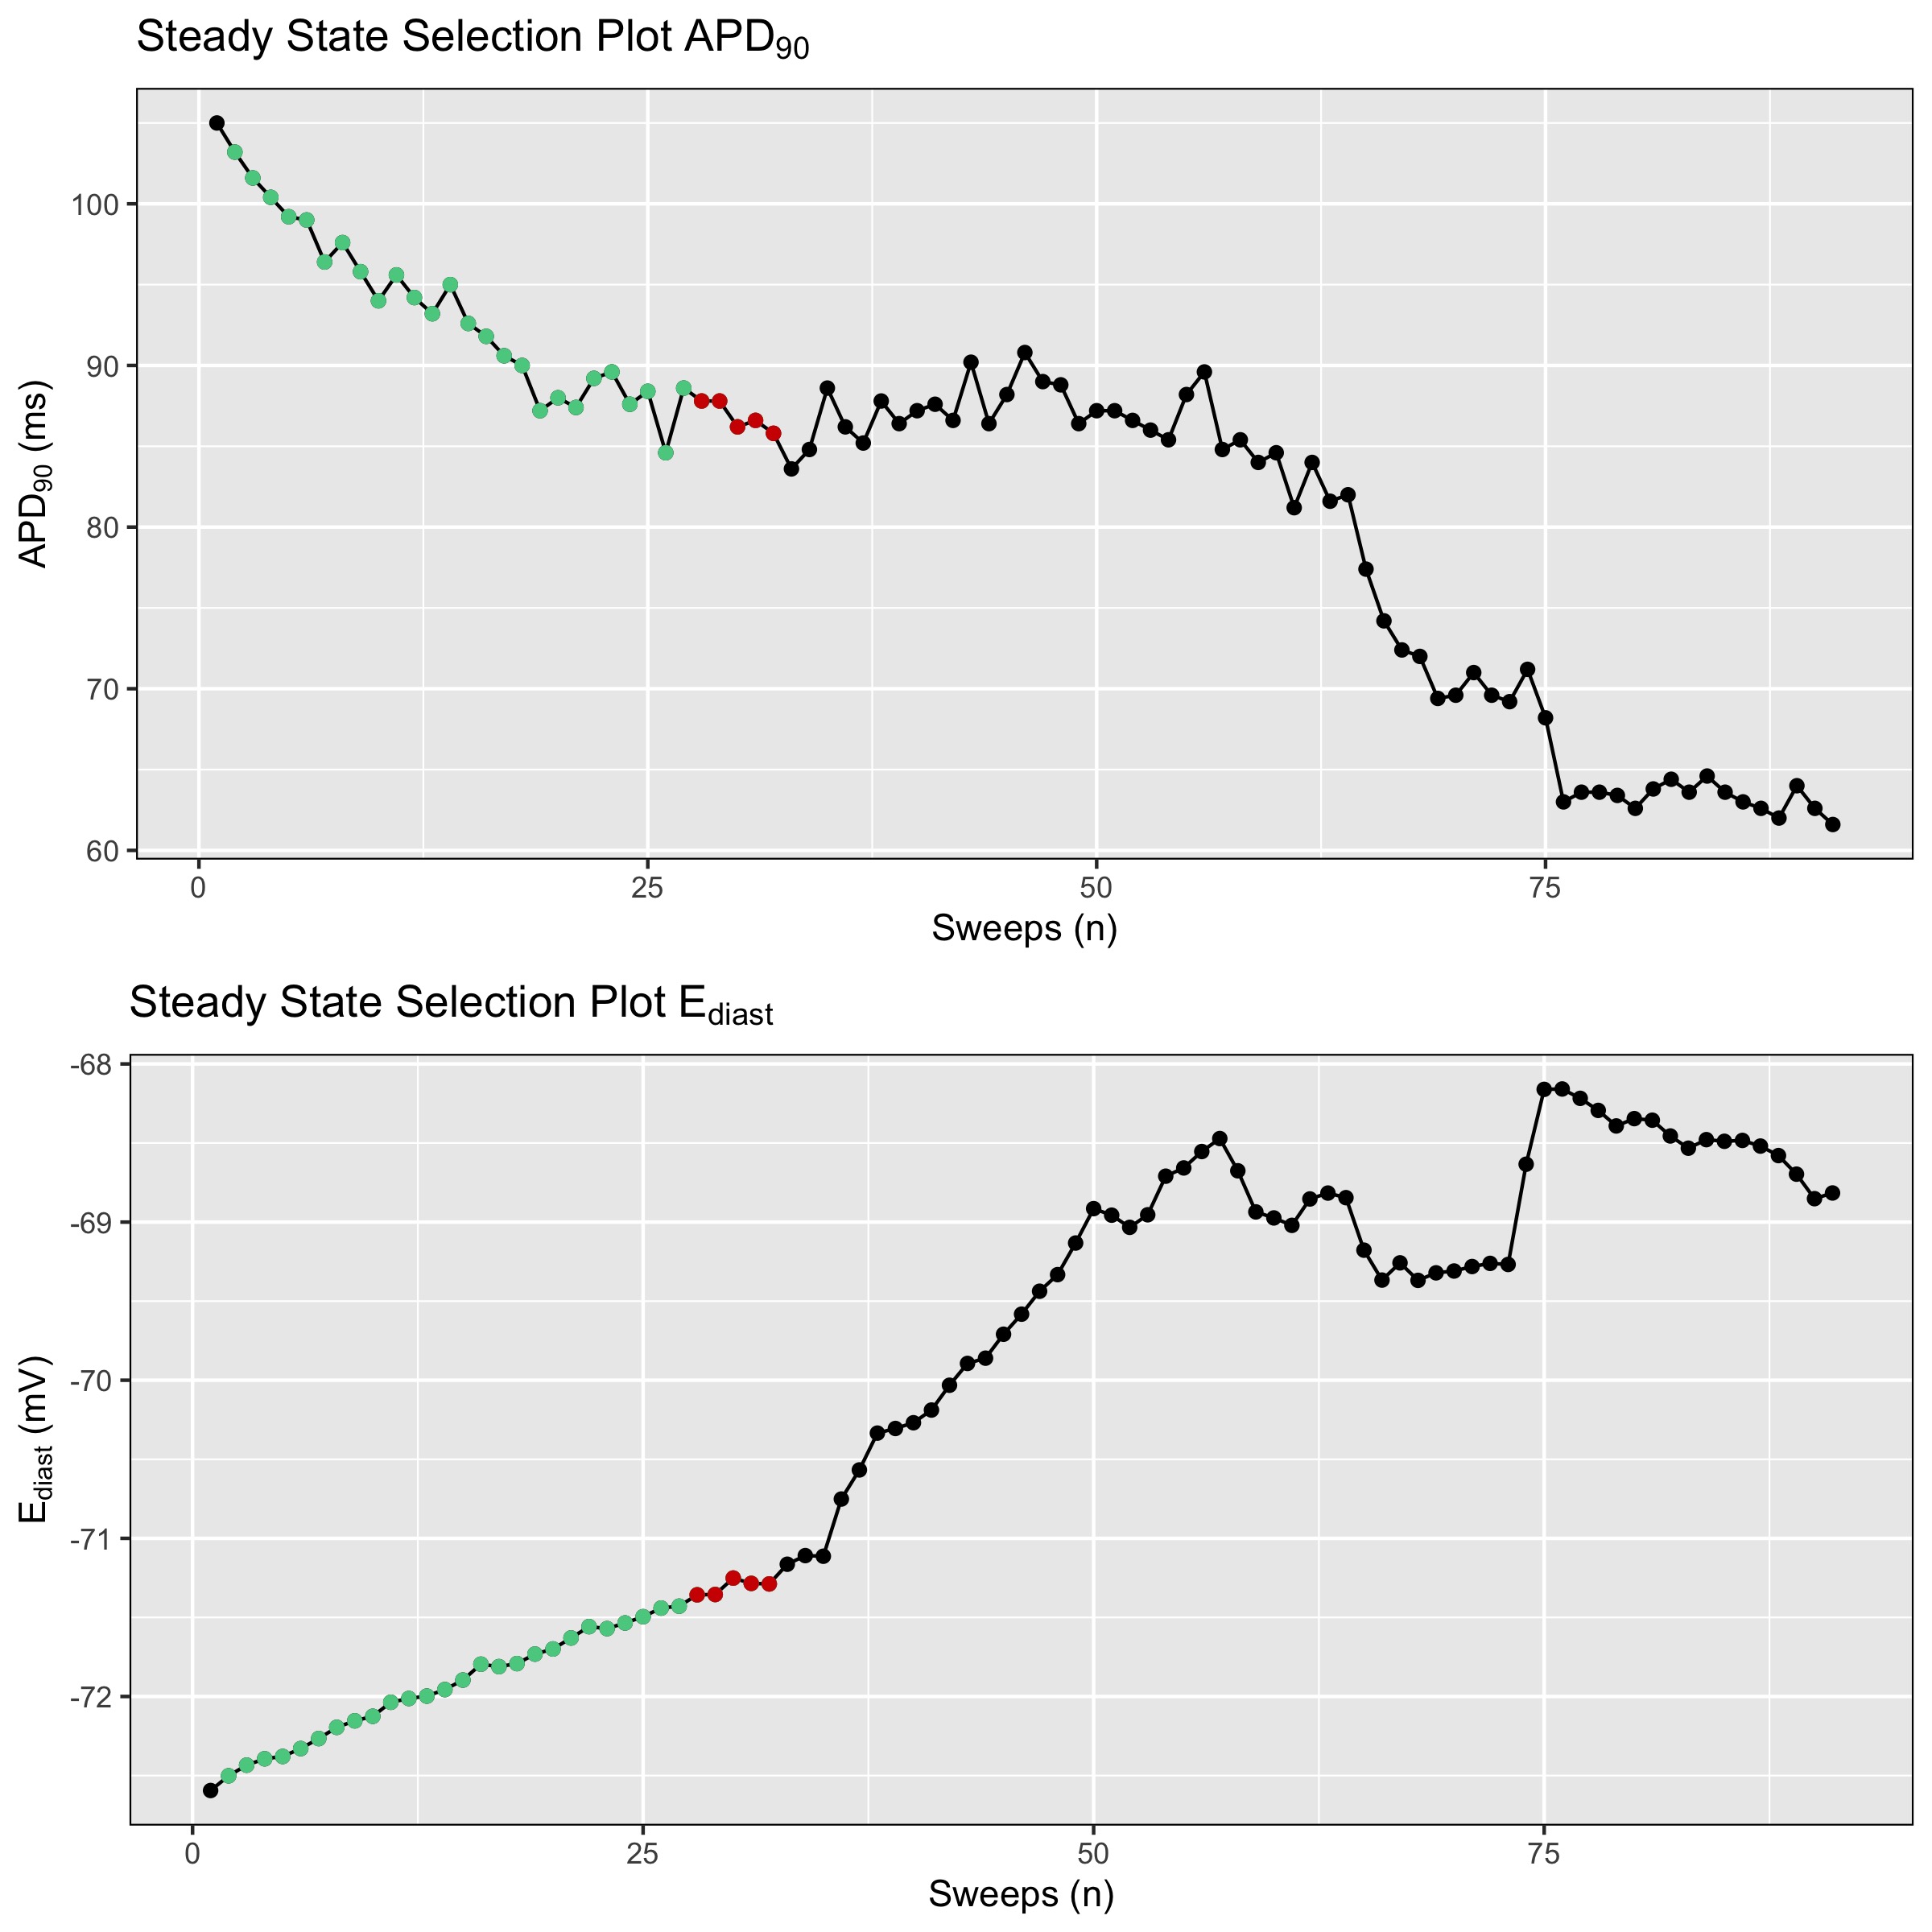 Steady State Selection Plot APD90
100
90
80
70
60
APD90 (ms)
0 25 50 75
Sweeps (n)
Steady State Selection Plot Ediast
-68
-69
-70
-71
-72
Ediast (mV)
0 25 50 75
Sweeps (n)